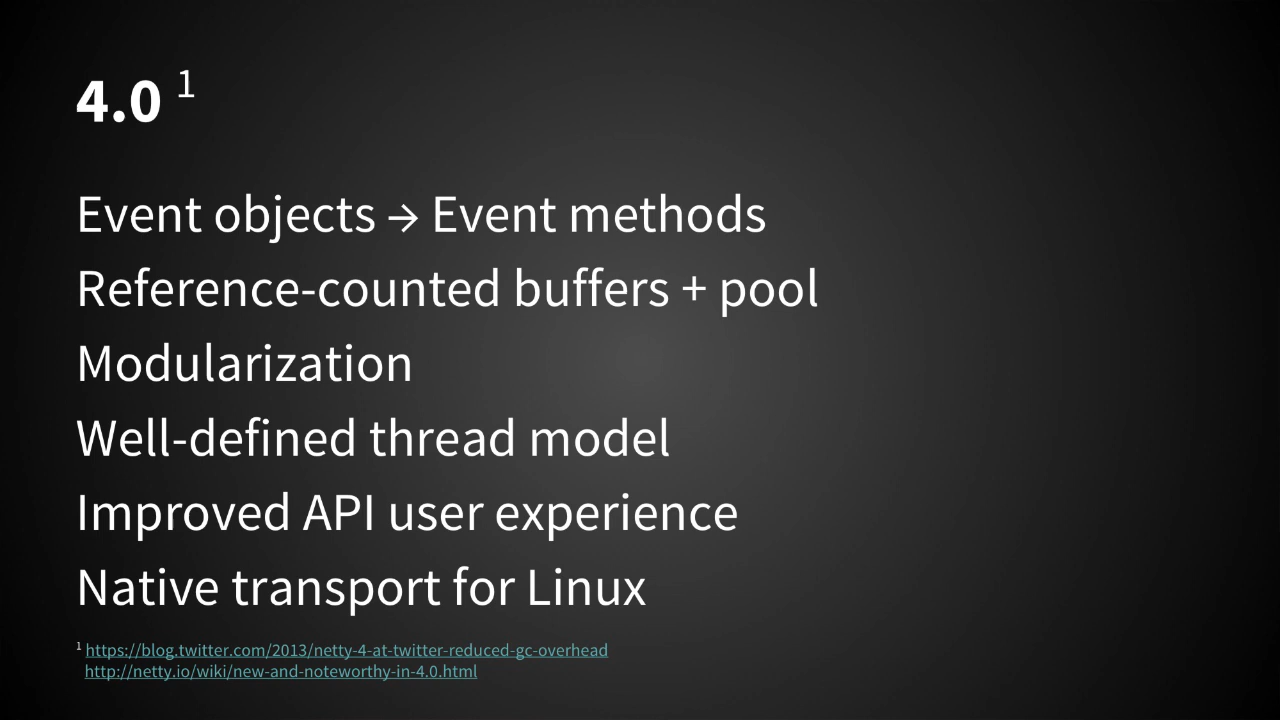 4.0 1
Event objects → Event methods
Reference-counted buffers + pool
Modularization
Well-defined thread model
Improved API user experience
Native transport for Linux
1 https://blog.twitter.com/2013/netty-4-at-twitter-reduced-gc-overhead
http://netty.io/wiki/new-and-noteworthy-in-4.0.html